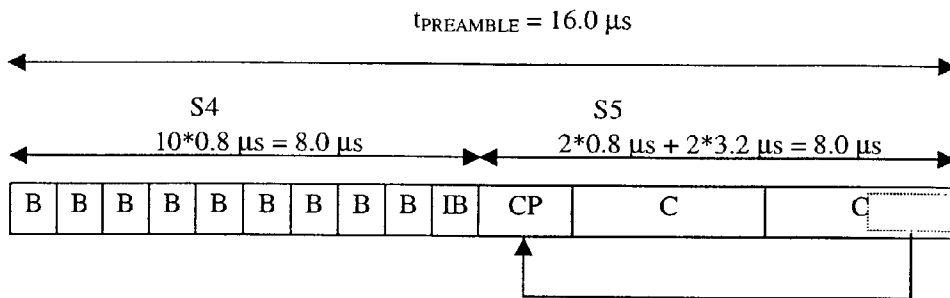 tPREAMBLE = 16.0 μs
S4 S5
10*0.8 μs = 8.0 μs 2*0.8 μs + 2*3.2 μs = 8.0 μs
B B B B B B B B B IB CP C C